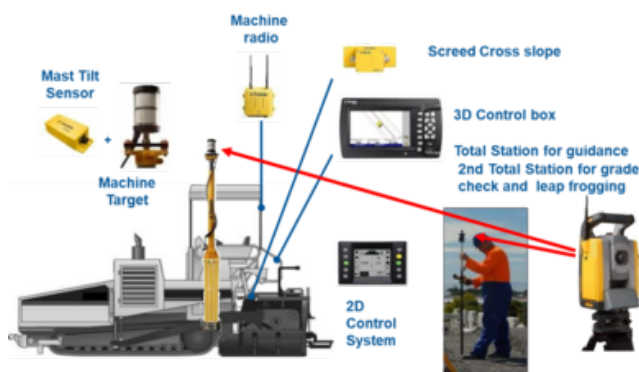 Machine
radio
Screed Cross slope
Mast Tilt
Sensor
+
3D Control box
Total Station for guidance
2nd Total Station for grade
check and leap frogging
Machine
Target
2D
Control
System